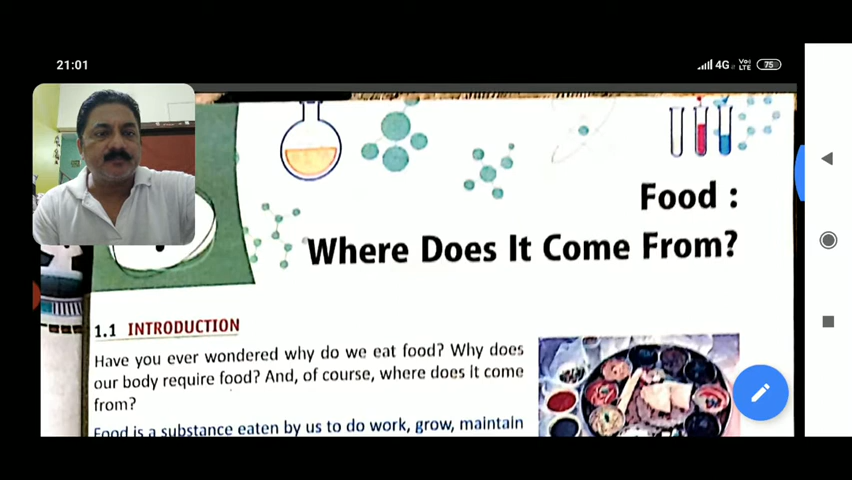 21:01
4G
Vo)
LTE
75
Food :
Where Does It Come From?
1.1 INTRODUCTION
Have you ever wondered why do we eat food? Why does
our body require food? And, of course, where does it come
from?
Food is a substance eaten by us to do work, grow, maintain